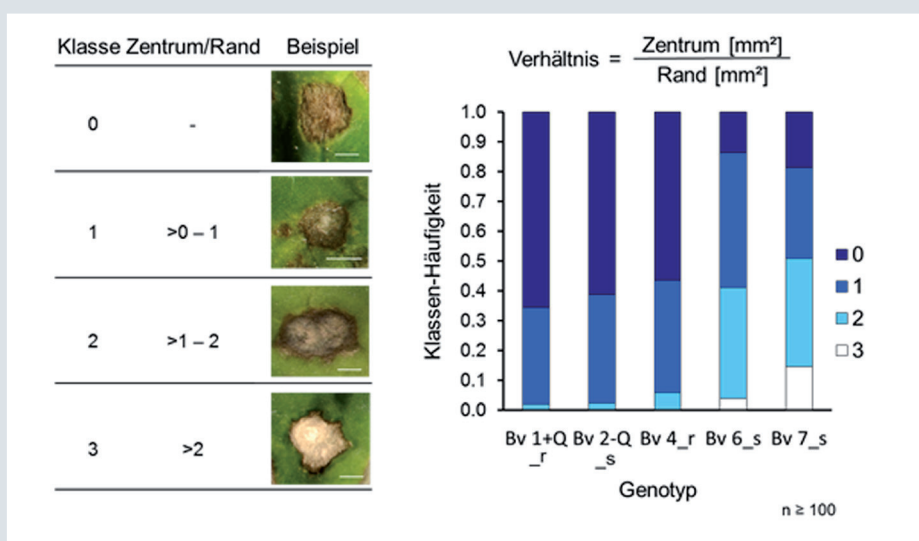 Klasse Zentrum/Rand Beispiel
0 -
1 >0 – 1
2 >1 – 2
3 >2
Verhältnis = Zentrum [mm²]
Rand [mm²]
Klassen-Häufigkeit
1.0
0.9
0.8
0.7
0.6
0.5
0.4
0.3
0.2
0.1
0.0
0
1
2
3
Bv 1+Q Bv 2-Q Bv 4_r Bv 6_s Bv 7_s
_r _s
Genotyp
n ≥ 100